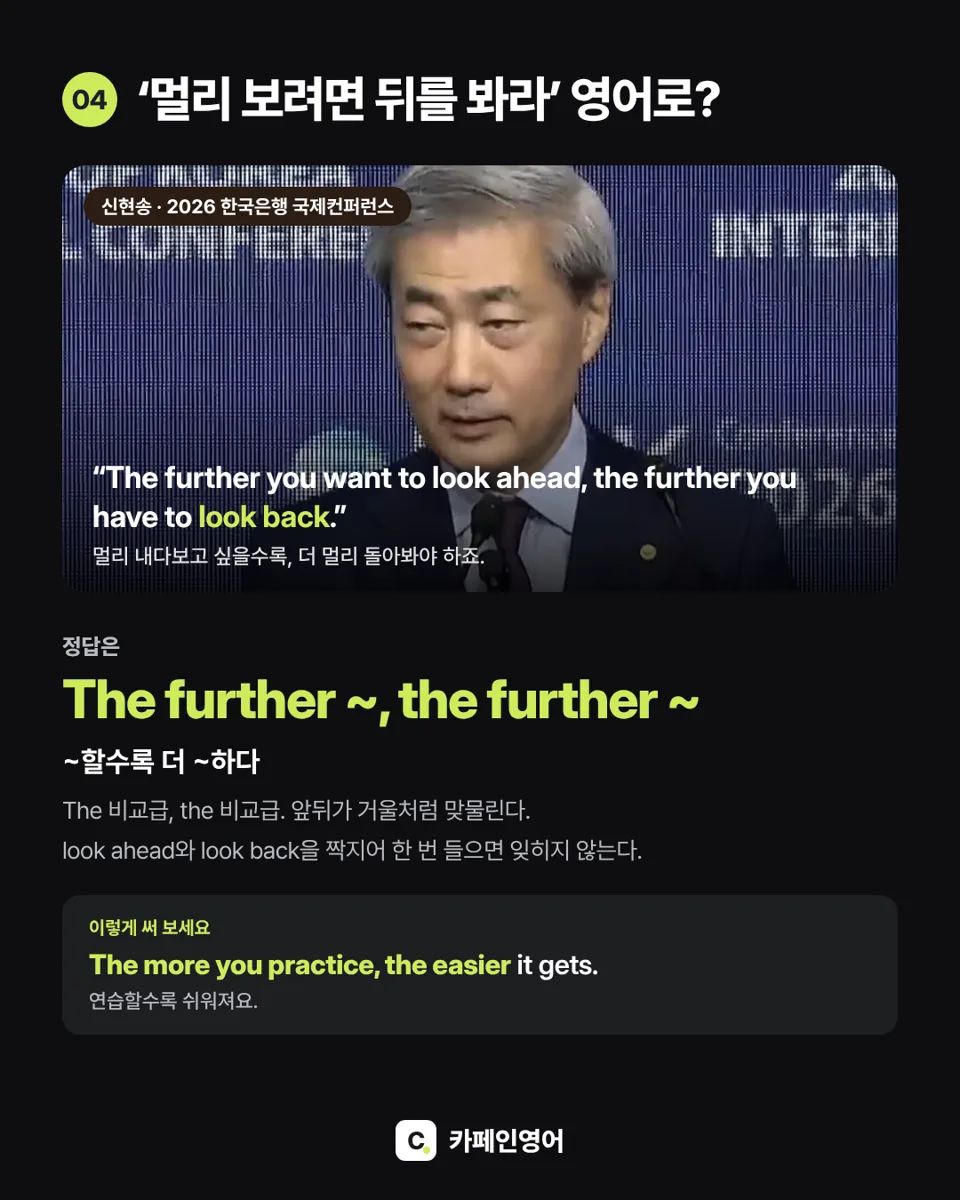 04 ‘멀리 보려면 뒤를 봐라’ 영어로?
신현송 · 2026 한국은행 국제컨퍼런스
INTER
2026
“The further you want to look ahead, the further you
have to look back.”
멀리 내다보고 싶을수록, 더 멀리 돌아봐야 하죠.
정답은
The further ~, the further ~
~할수록 더 ~하다
The 비교급, the 비교급. 앞뒤가 거울처럼 맞물린다.
look ahead와 look back을 짝지어 한 번 들으면 잊히지 않는다.
이렇게 써 보세요
The more you practice, the easier it gets.
연습할수록 쉬워져요.
C. 카페인영어